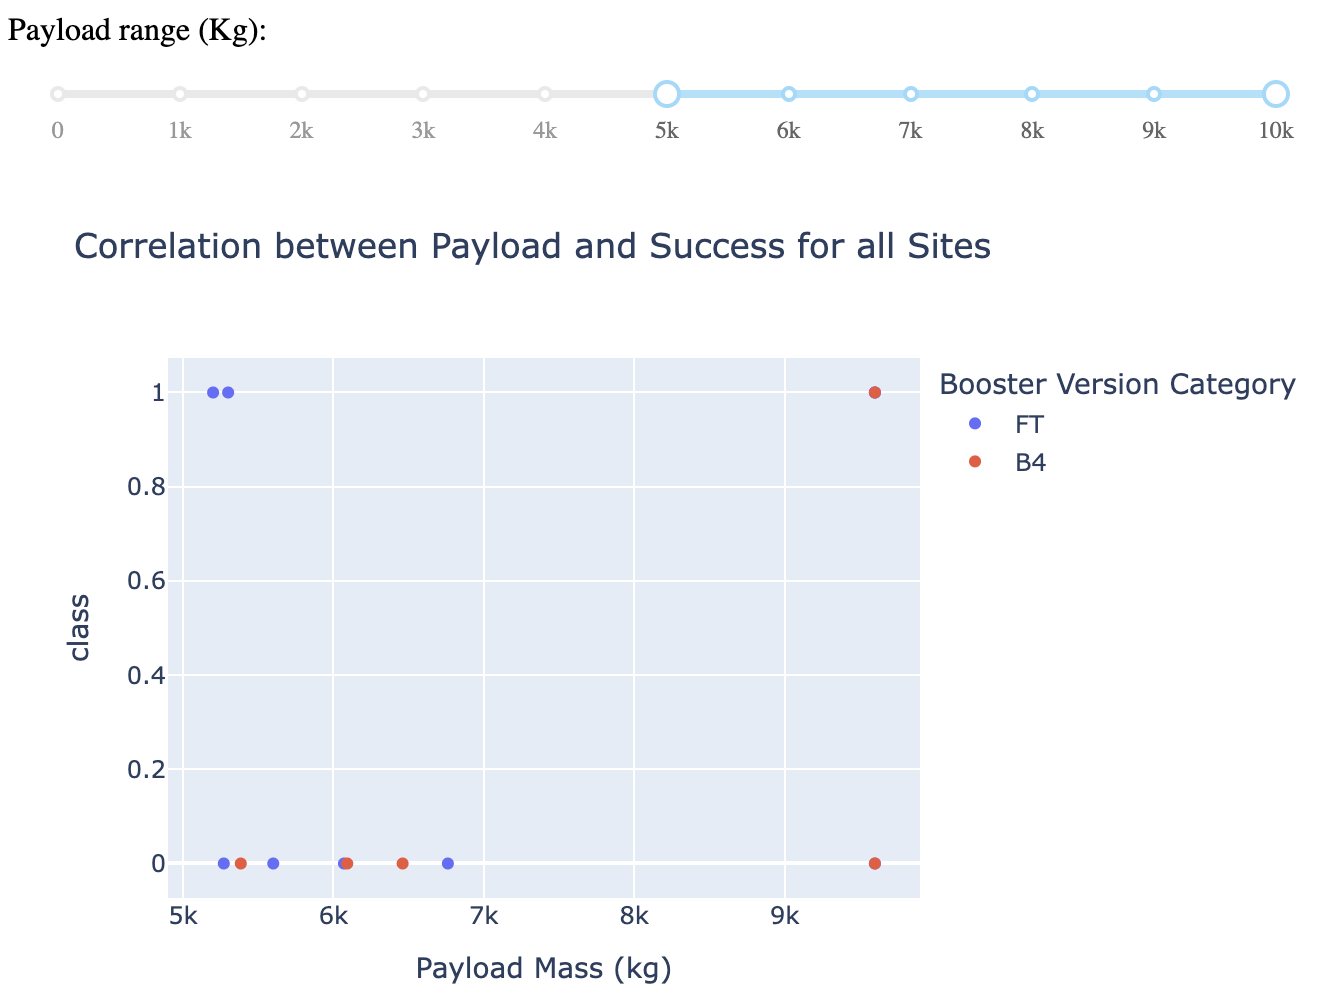 Payload range (Kg):
0 1k 2k 3k 4k 5k 6k 7k 8k 9k 10k
Correlation between Payload and Success for all Sites
Booster Version Category
FT
B4
1
0.8
0.6
0.4
0.2
0
class
5k 6k 7k 8k 9k
Payload Mass (kg)